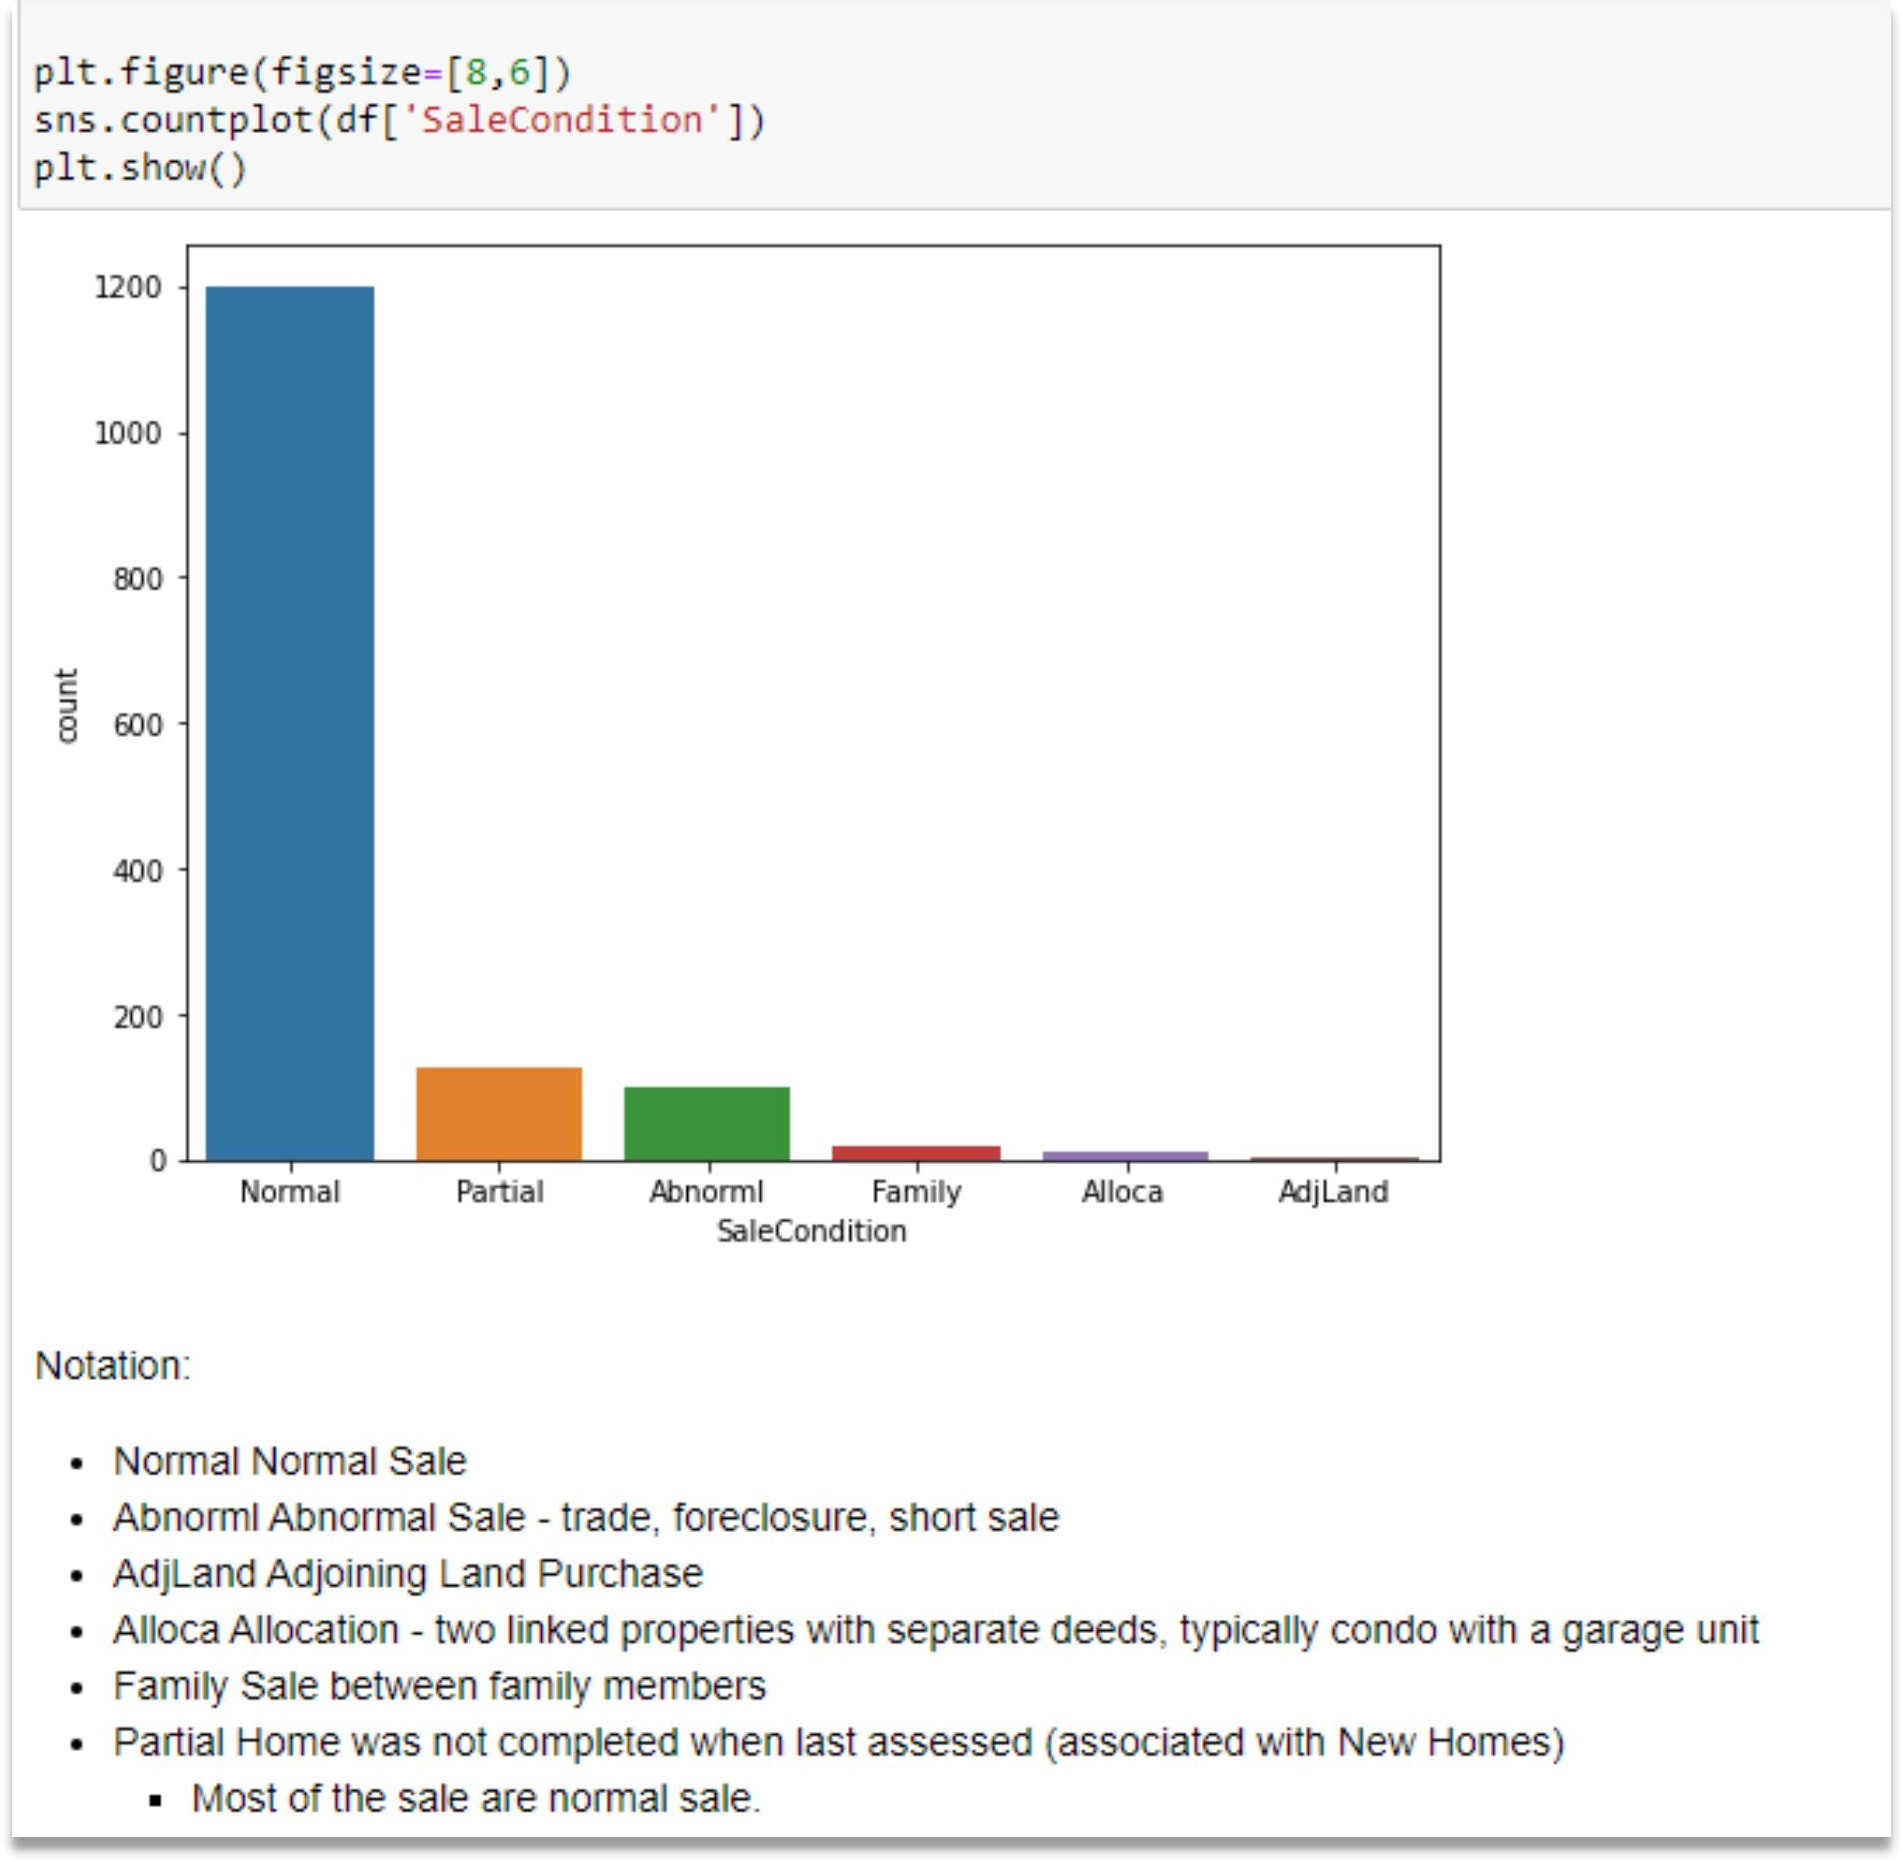 plt.figure(figsize=[8,6])
sns.countplot(df['SaleCondition'])
plt.show()
1200
1000
800
600
400
200
0
count
Normal Partial Abnorml Family Alloca AdjLand
SaleCondition
Notation:
• Normal Normal Sale
• Abnorml Abnormal Sale - trade, foreclosure, short sale
• AdjLand Adjoining Land Purchase
• Alloca Allocation - two linked properties with separate deeds, typically condo with a garage unit
• Family Sale between family members
• Partial Home was not completed when last assessed (associated with New Homes)
▪ Most of the sale are normal sale.